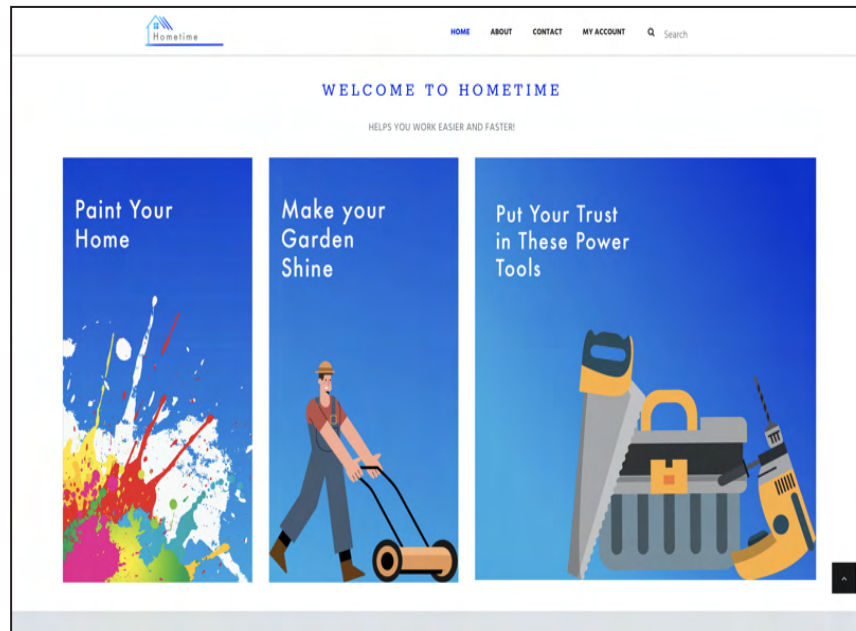 Hometime
HOME ABOUT CONTACT MY ACCOUNT Search
WELCOME TO HOMETIME
HELPS YOU WORK EASIER AND FASTER!
Paint Your
Home
Make your
Garden
Shine
Put Your Trust
in These Power
Tools